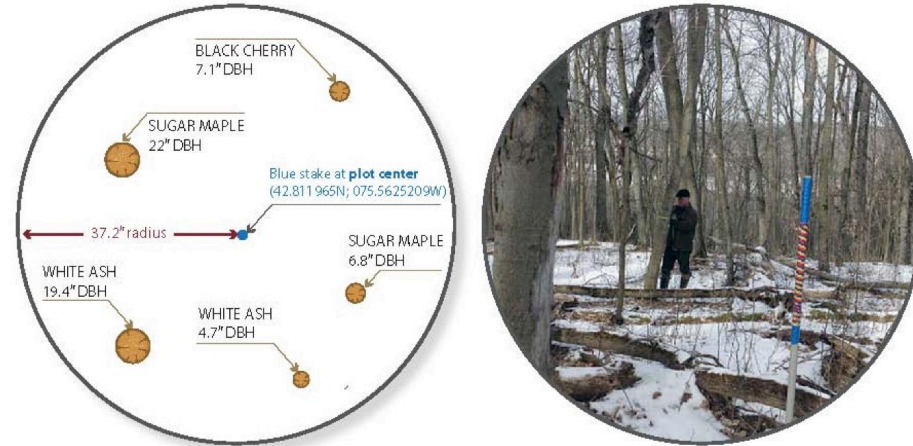 BLACK CHERRY
7.1" DBH
SUGAR MAPLE
22" DBH
Blue stake at plot center
(42.811965N; 075.5625209W)
37.2" radius
SUGAR MAPLE
6.8" DBH
WHITE ASH
19.4" DBH
WHITE ASH
4.7" DBH